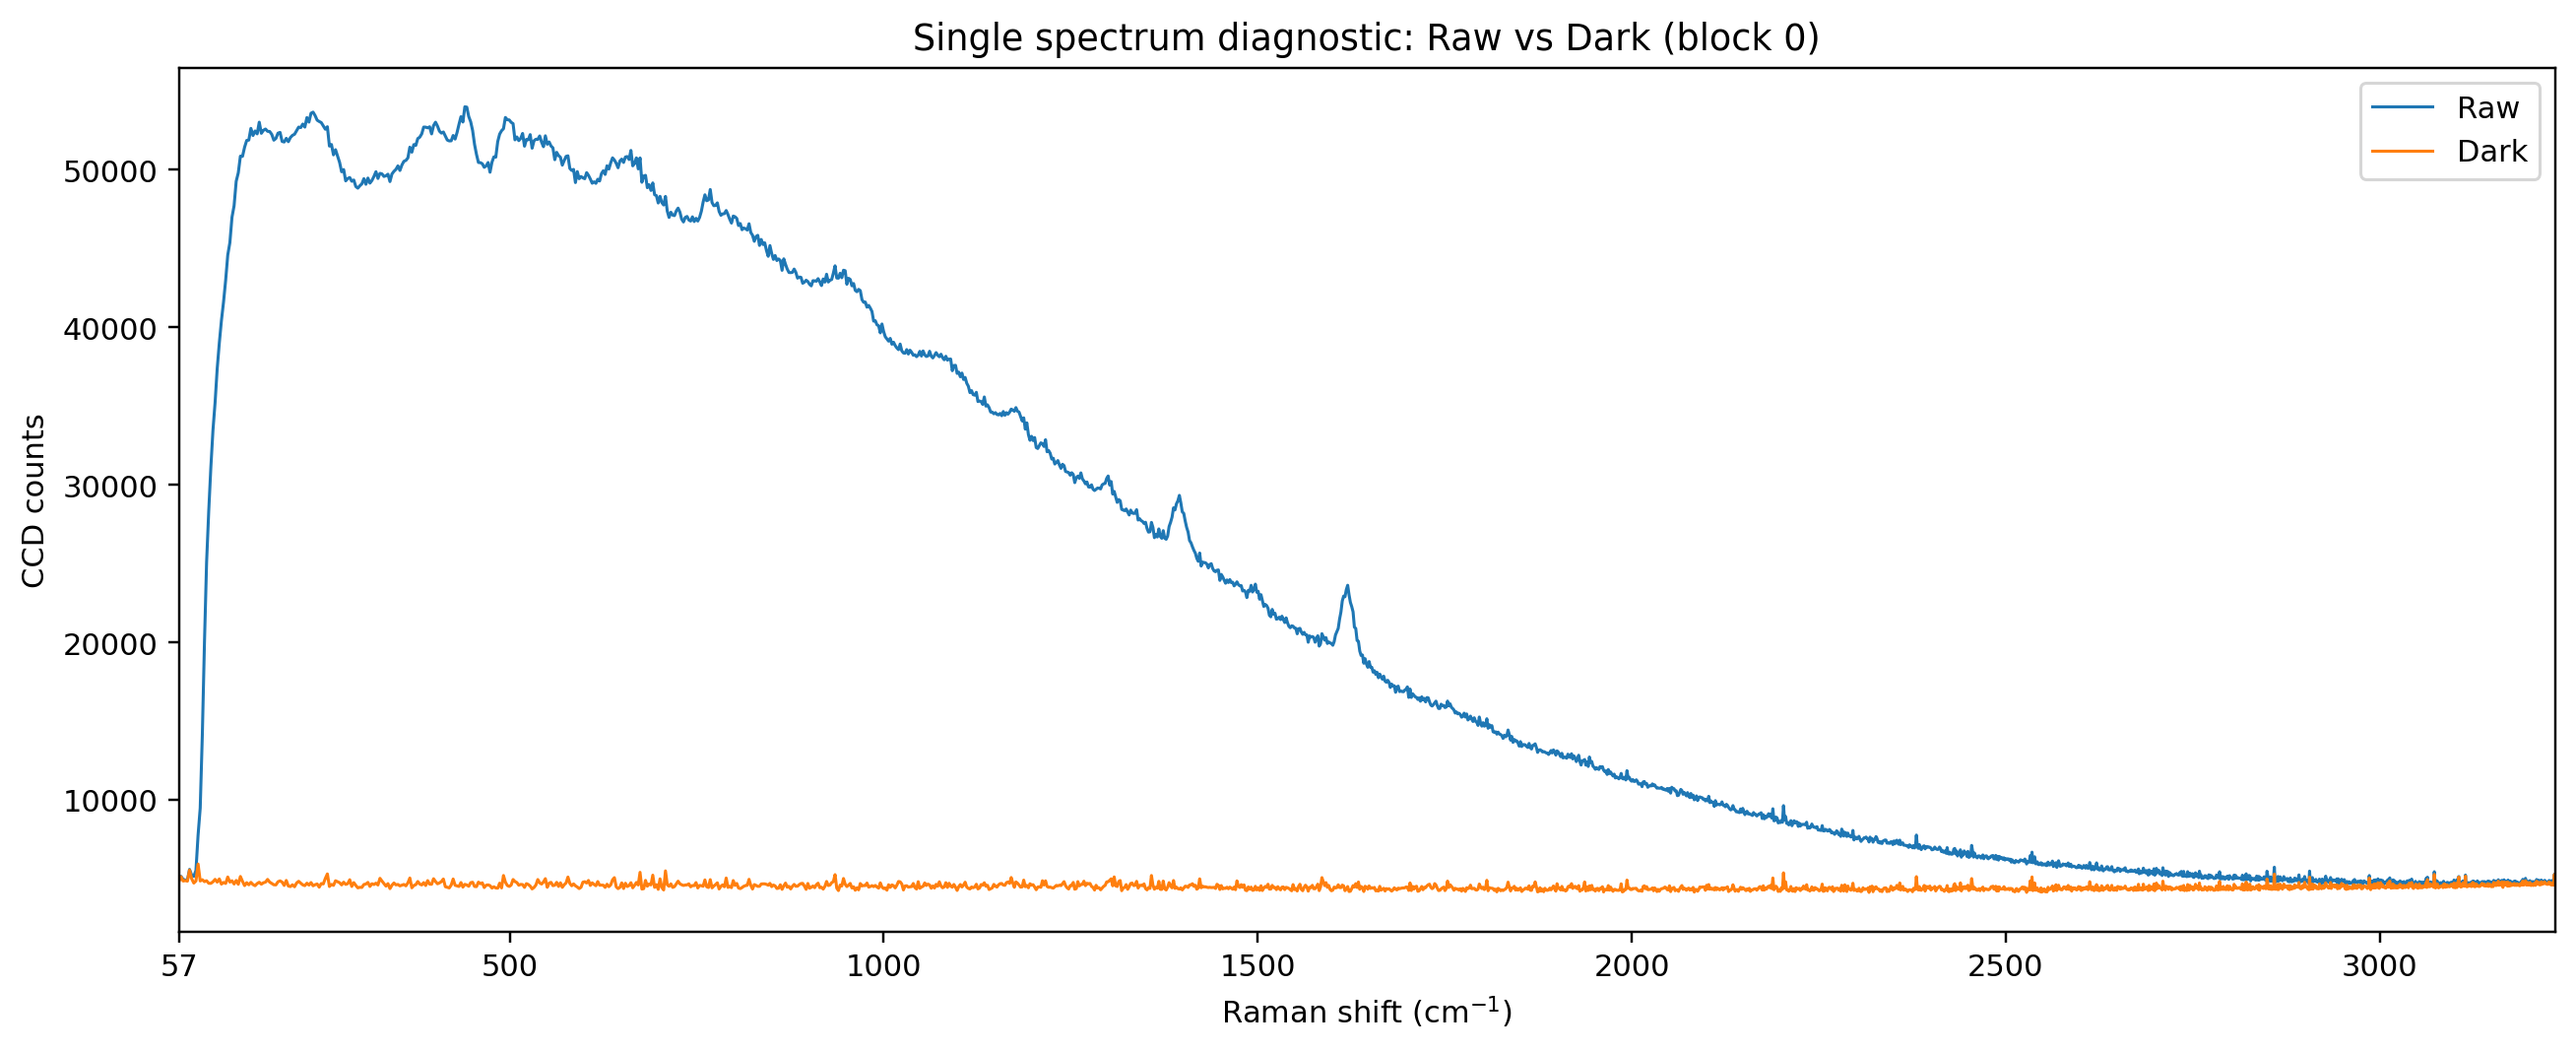 Single spectrum diagnostic: Raw vs Dark (block 0)
Raw
Dark
CCD counts
50000
40000
30000
20000
10000
57
500
1000
1500
2000
2500
3000
Raman shift (cm⁻¹)